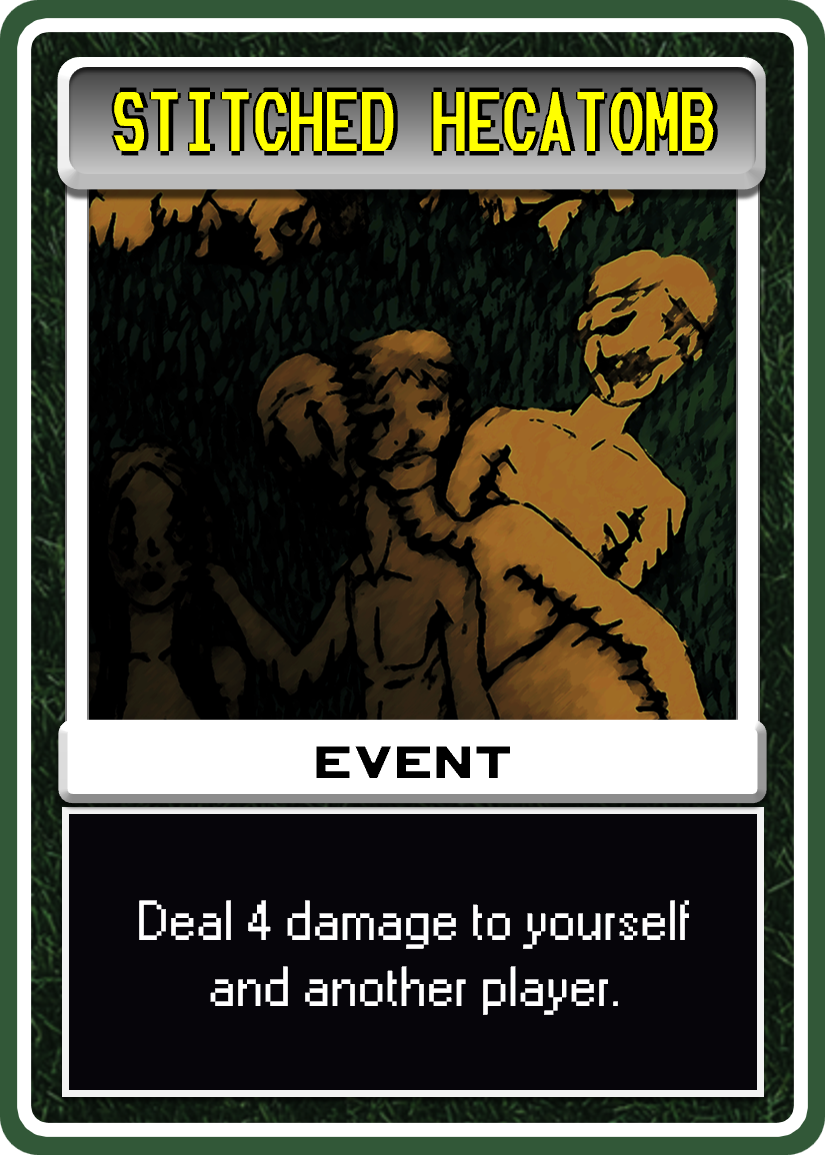 STITCHED HECATOMB
EVENT
Deal 4 damage to yourself
and another player.